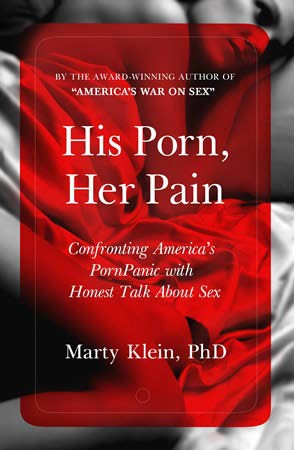 BY THE AWARD-WINNING AUTHOR OF
“AMERICA’S WAR ON SEX”
His Porn,
Her Pain
Confronting America’s
PornPanic with
Honest Talk About Sex
Marty Klein, PhD